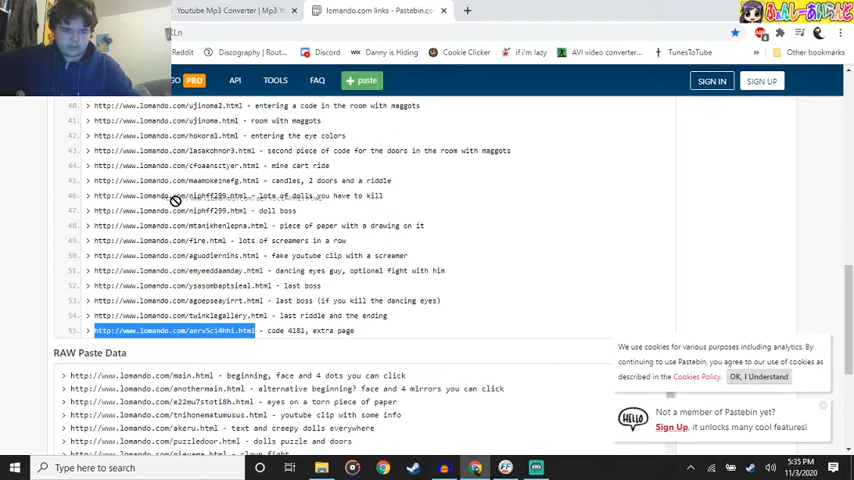 Youtube Mp3 Converter | Mp3 Yo
lomando.com links - Pastebin.com
ふぁんしーあいらんど
KLn
Reddit
Discography : Rout...
Discord
Danny is Hiding
Cookie Clicker
if i'm lazy
AVI video converter...
TunesToTube
Other bookmarks
GO PRO
API
TOOLS
FAQ
+ paste
SIGN IN
SIGN UP
40. > http://www.lomando.com/ujinoma2.html - entering a code in the room with maggots
41. > http://www.lomando.com/ujinoma.html - room with maggots
42. > http://www.lomando.com/hokora1.html - entering the eye colors
43. > http://www.lomando.com/lasakohnor3.html - second piece of code for the doors in the room with maggots
44. > http://www.lomando.com/cfoaansctyer.html - mine cart ride
45. > http://www.lomando.com/maamokeznefg.html - candles, 2 doors and a riddle
46. > http://www.lomando.com/niphff299.html - lots of dolls you have to kill
47. > http://www.lomando.com/niphff299.html - doll boss
48. > http://www.lomando.com/mtanikhenlepna.html - piece of paper with a drawing on it
49. > http://www.lomando.com/fire.html - lots of screamers in a row
50. > http://www.lomando.com/aguodiernihs.html - fake youtube clip with a screamer
51. > http://www.lomando.com/emyeeddaamday.html - dancing eyes guy, optional fight with him
52. > http://www.lomando.com/ysasombaptsieal.html - last boss
53. > http://www.lomando.com/agoepseayirrt.html - last boss (if you kill the dancing eyes)
54. > http://www.lomando.com/twinklegallery.html - last riddle and the ending
55. > http://www.lomando.com/aerv5ci4hhi.html - code 4181, extra page
RAW Paste Data
> http://www.lomando.com/main.html - beginning, face and 4 dots you can click
> http://www.lomando.com/anothermain.html - alternative beginning? face and 4 mirrors you can click
> http://www.lomando.com/e22mu7stoti8h.html - eyes on a torn piece of paper
> http://www.lomando.com/tnihonematumusus.html - youtube clip with some info
> http://www.lomando.com/akeru.html - text and creepy dolls everywhere
> http://www.lomando.com/puzzledoor.html - dolls puzzle and doors
We use cookies for various purposes including analytics. By
continuing to use Pastebin, you agree to our use of cookies as
described in the Cookies Policy.
OK, I Understand
HELLO
Not a member of Pastebin yet?
Sign Up, it unlocks many cool features!
Type here to search
5:35 PM
11/3/2020